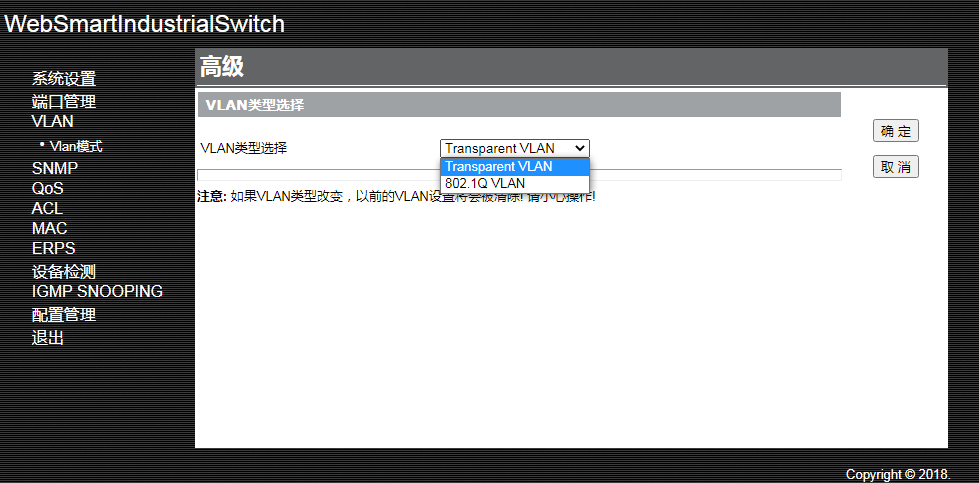 WebSmartIndustrialSwitch
高级
系统设置
端口管理
VLAN
• Vlan模式
SNMP
QoS
ACL
MAC
ERPS
设备检测
IGMP SNOOPING
配置管理
退出
VLAN类型选择
确 定
VLAN类型选择 Transparent VLAN
取 消
Transparent VLAN
802.1Q VLAN
注意: 如果VLAN类型改变，以前的VLAN设置将会被清除! 请小心操作!
Copyright © 2018.